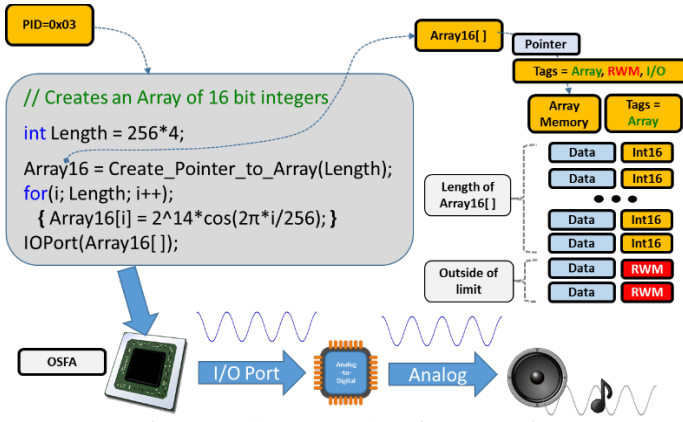 PID=0x03
// Creates an Array of 16 bit integers
int Length = 256*4;
Array16 = Create_Pointer_to_Array(Length);
for(i; Length; i++);
{ Array16[i] = 2^14*cos(2π*i/256); }
IOPort(Array16[ ]);
Array16[ ]
Pointer
Tags = Array, RWM, I/O
Array
Memory
Tags =
Array
Length of
Array16[ ]
Data Int16
Data Int16
Data Int16
Data Int16
Outside of
limit
Data RWM
Data RWM
OSFA
I/O Port
Analog
-to-
Digital
Analog